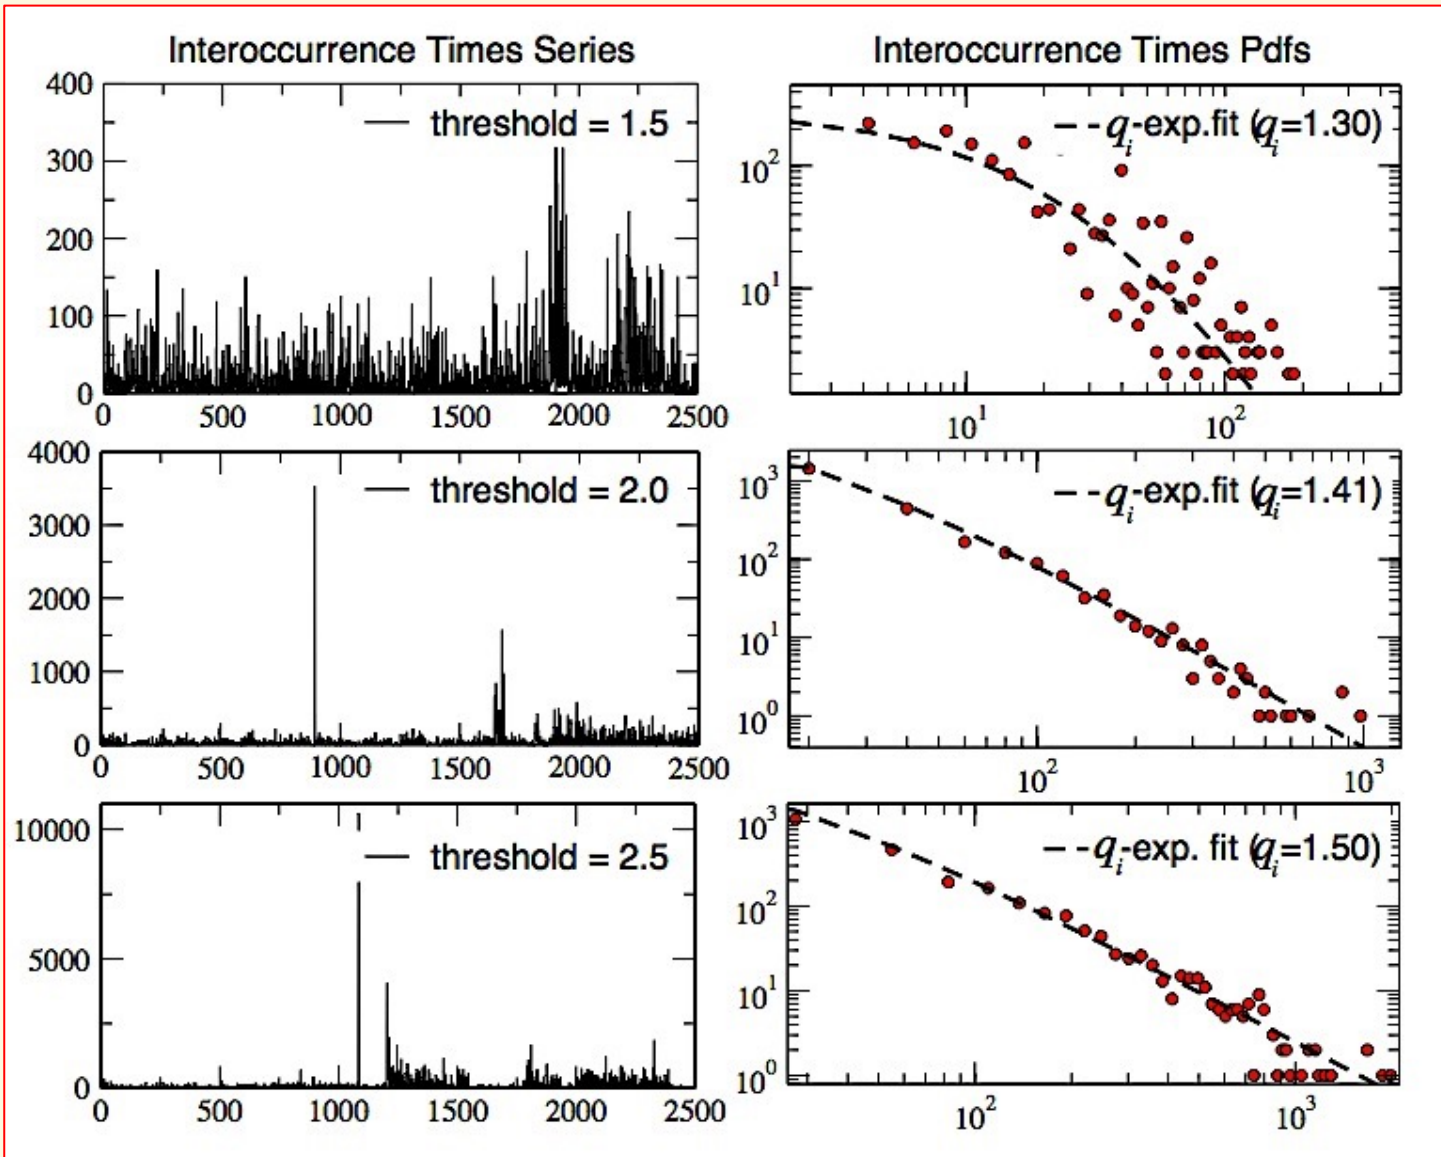 Interoccurrence Times Series
Interoccurrence Times Pdfs
400
300
200
100
0
threshold = 1.5
0 500 1000 1500 2000 2500
q_i-exp.fit (q_i=1.30)
10^2
10^1
10^1 10^2
4000
3000
2000
1000
0
threshold = 2.0
0 500 1000 1500 2000 2500
q_i-exp.fit (q_i=1.41)
10^3
10^2
10^1
10^0
10^2 10^3
10000
5000
0
threshold = 2.5
0 500 1000 1500 2000 2500
q_i-exp. fit (q_i=1.50)
10^3
10^2
10^1
10^0
10^2 10^3